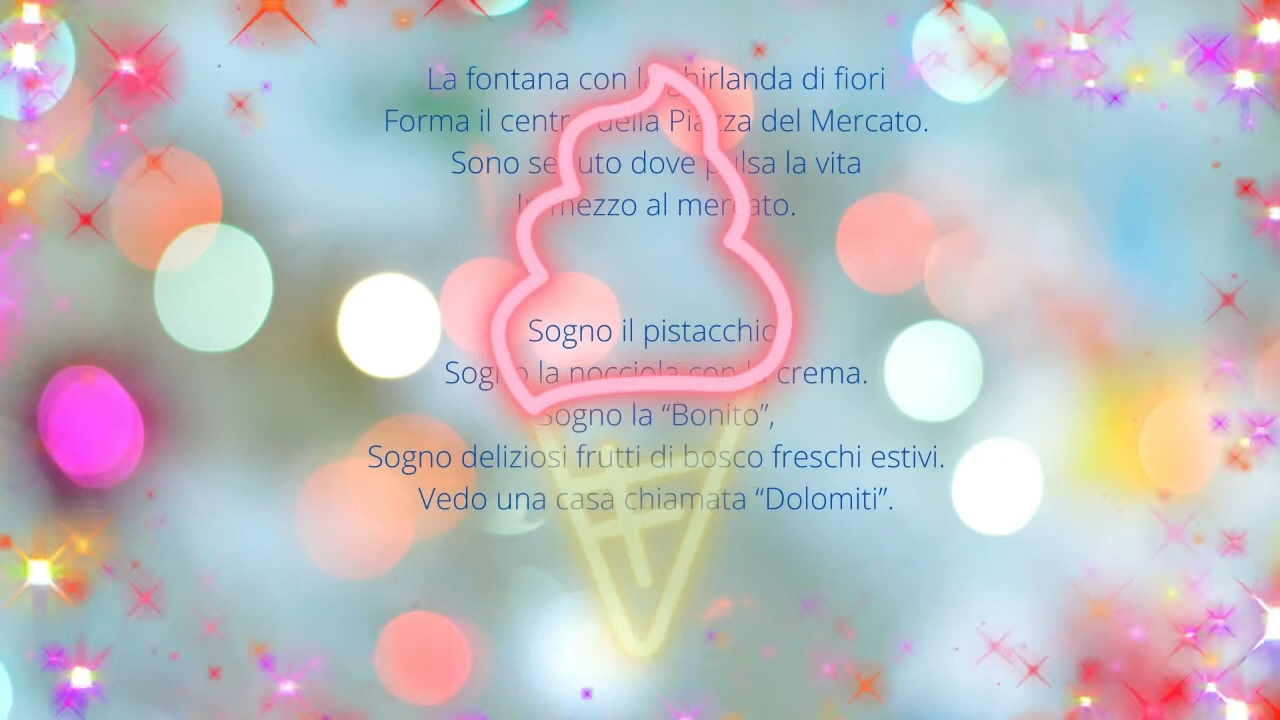 La fontana con la ghirlanda di fiori
Forma il centro della Piazza del Mercato.
Sono seduto dove pulsa la vita
In mezzo al mercato.
Sogno il pistacchio
Sogno la nocciola con la crema.
Sogno la “Bonito”,
Sogno deliziosi frutti di bosco freschi estivi.
Vedo una casa chiamata “Dolomiti”.